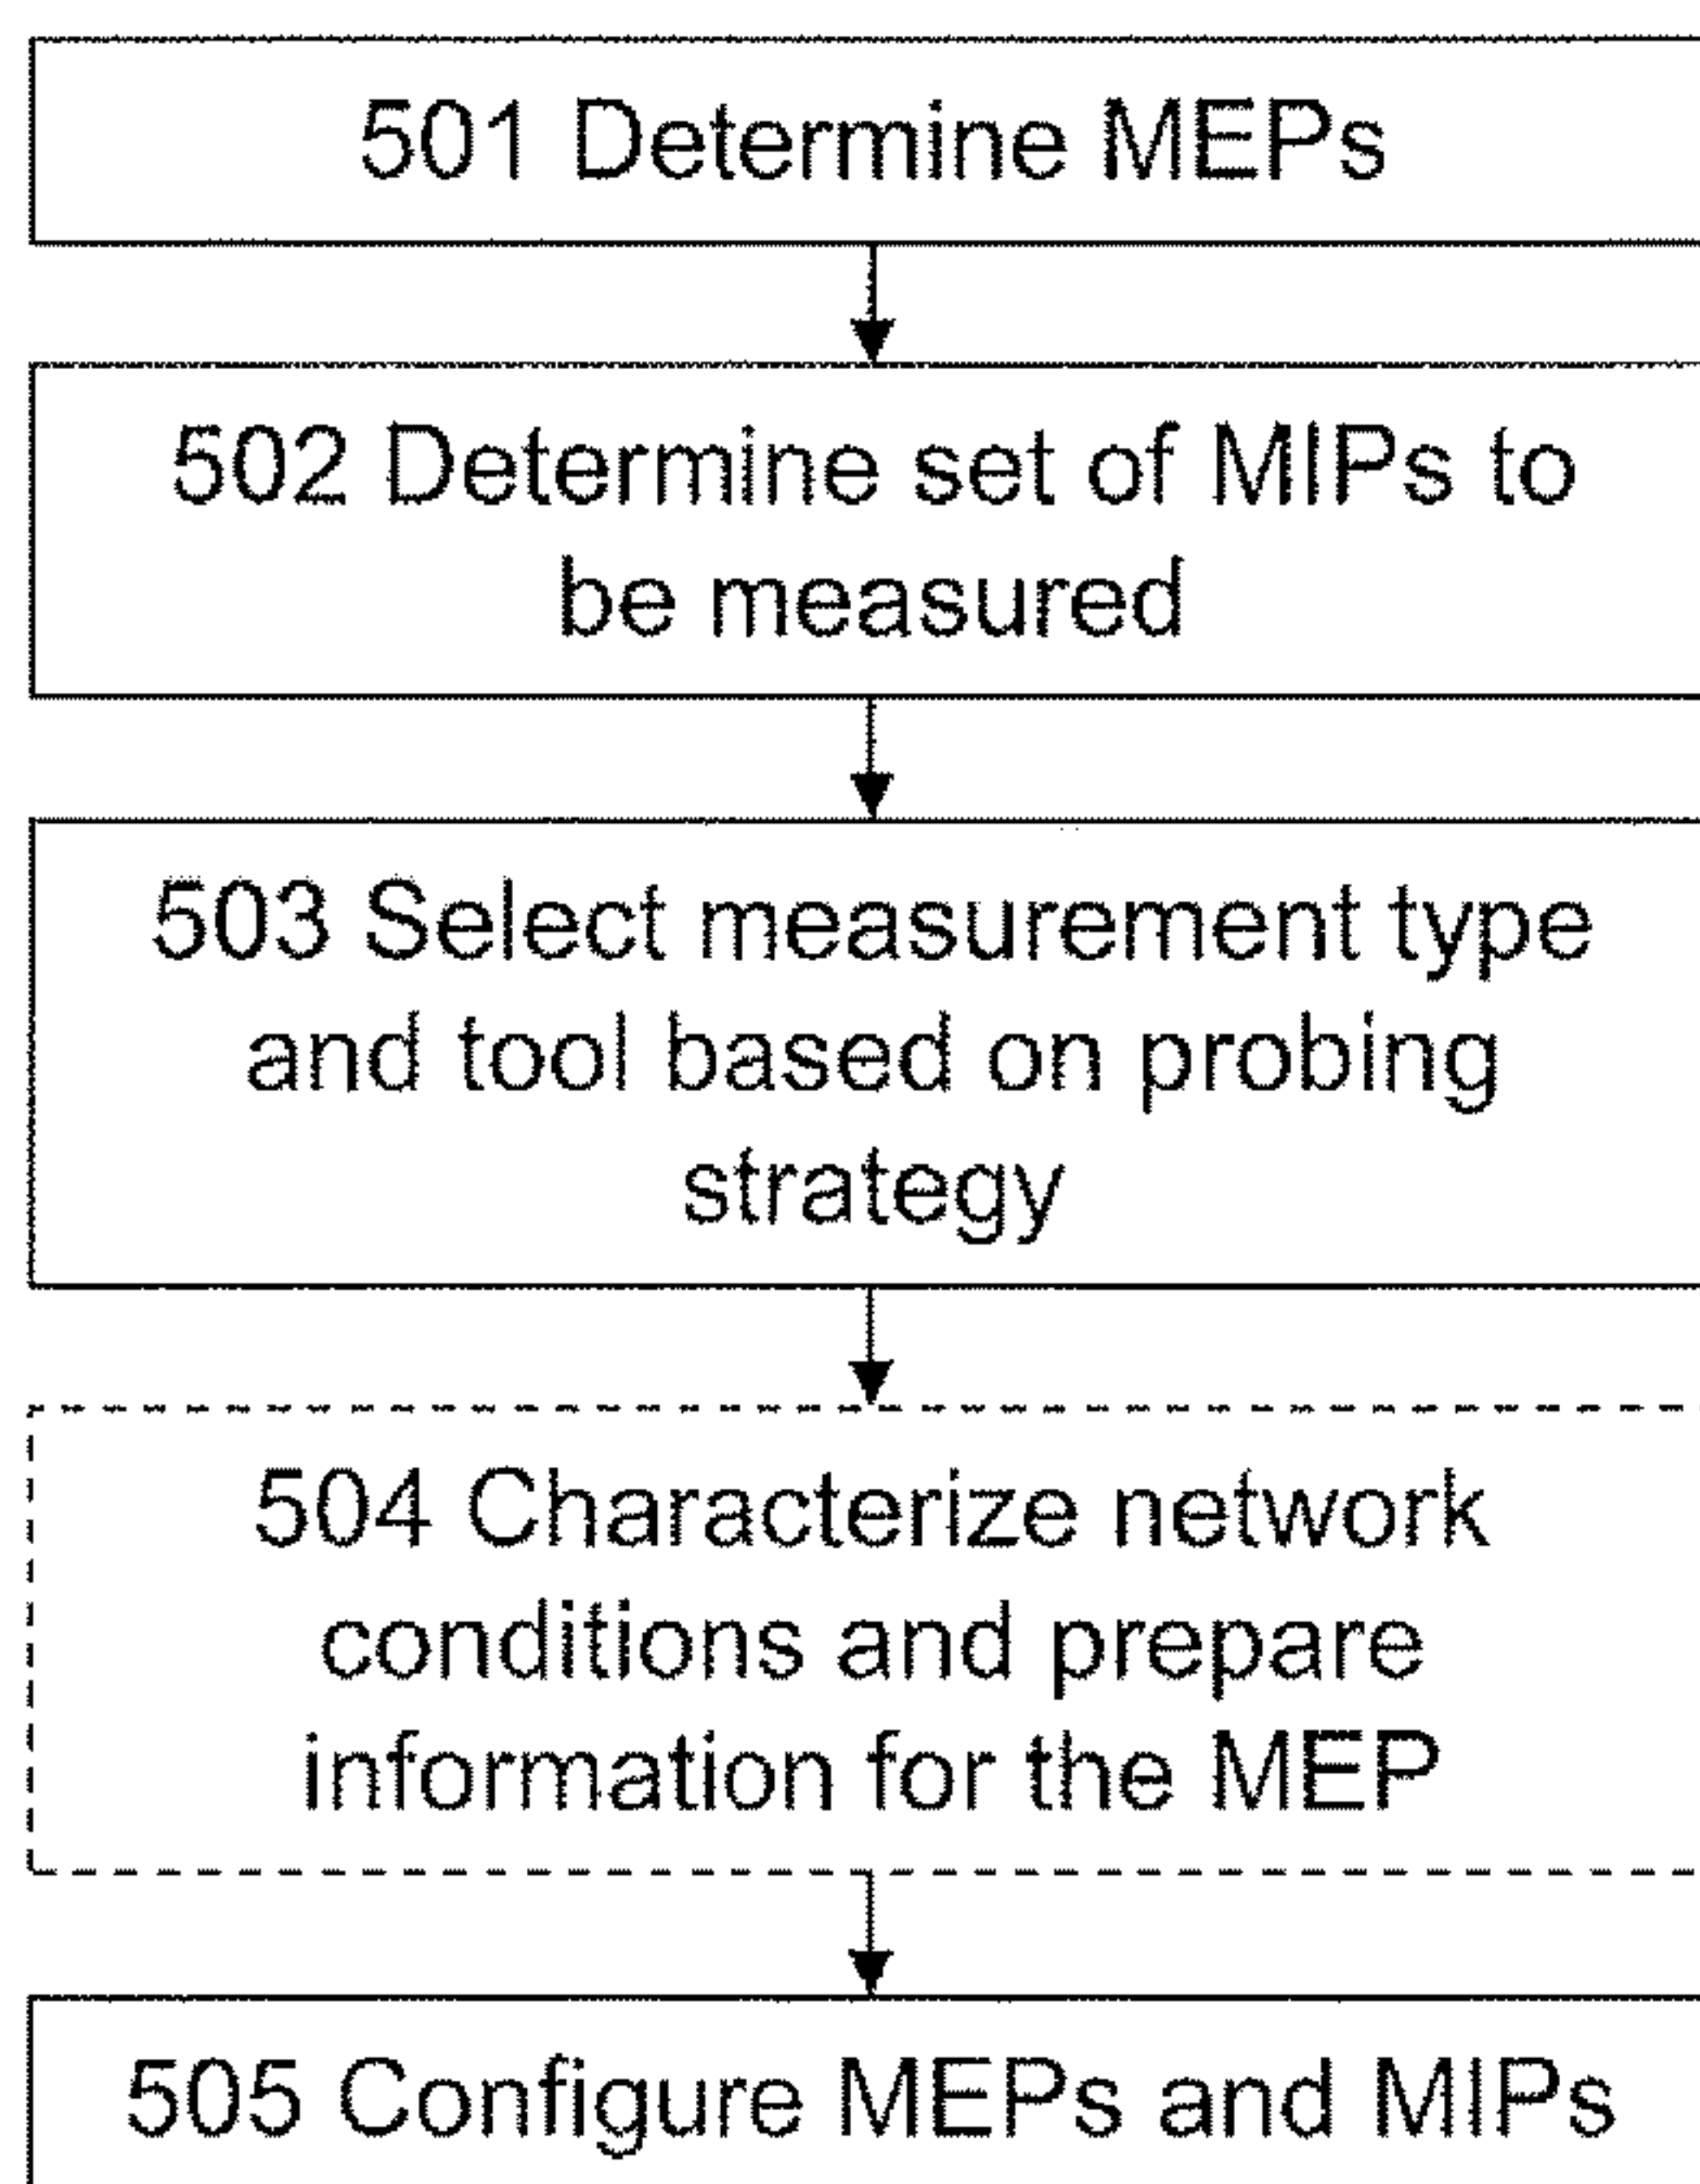 501 Determine MEPs
502 Determine set of MIPs to
be measured
503 Select measurement type
and tool based on probing
strategy
504 Characterize network
conditions and prepare
information for the MEP
505 Configure MEPs and MIPs